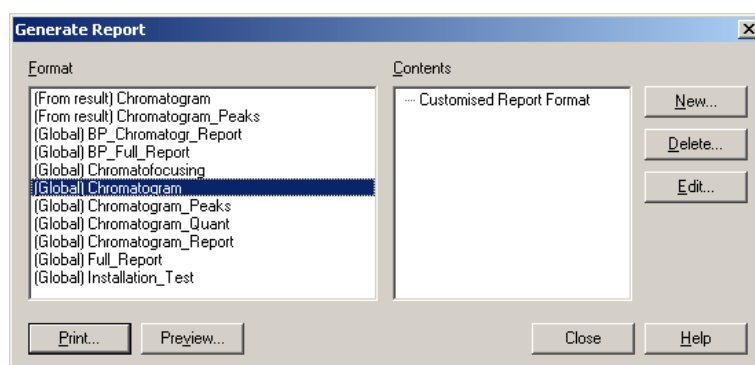 Generate Report
Format
(From result) Chromatogram
(From result) Chromatogram_Peaks
(Global) BP_Chromatogr_Report
(Global) BP_Full_Report
(Global) Chromatofocusing
(Global) Chromatogram
(Global) Chromatogram_Peaks
(Global) Chromatogram_Quant
(Global) Chromatogram_Report
(Global) Full_Report
(Global) Installation_Test
Contents
Customised Report Format
New...
Delete...
Edit...
Print...
Preview...
Close
Help